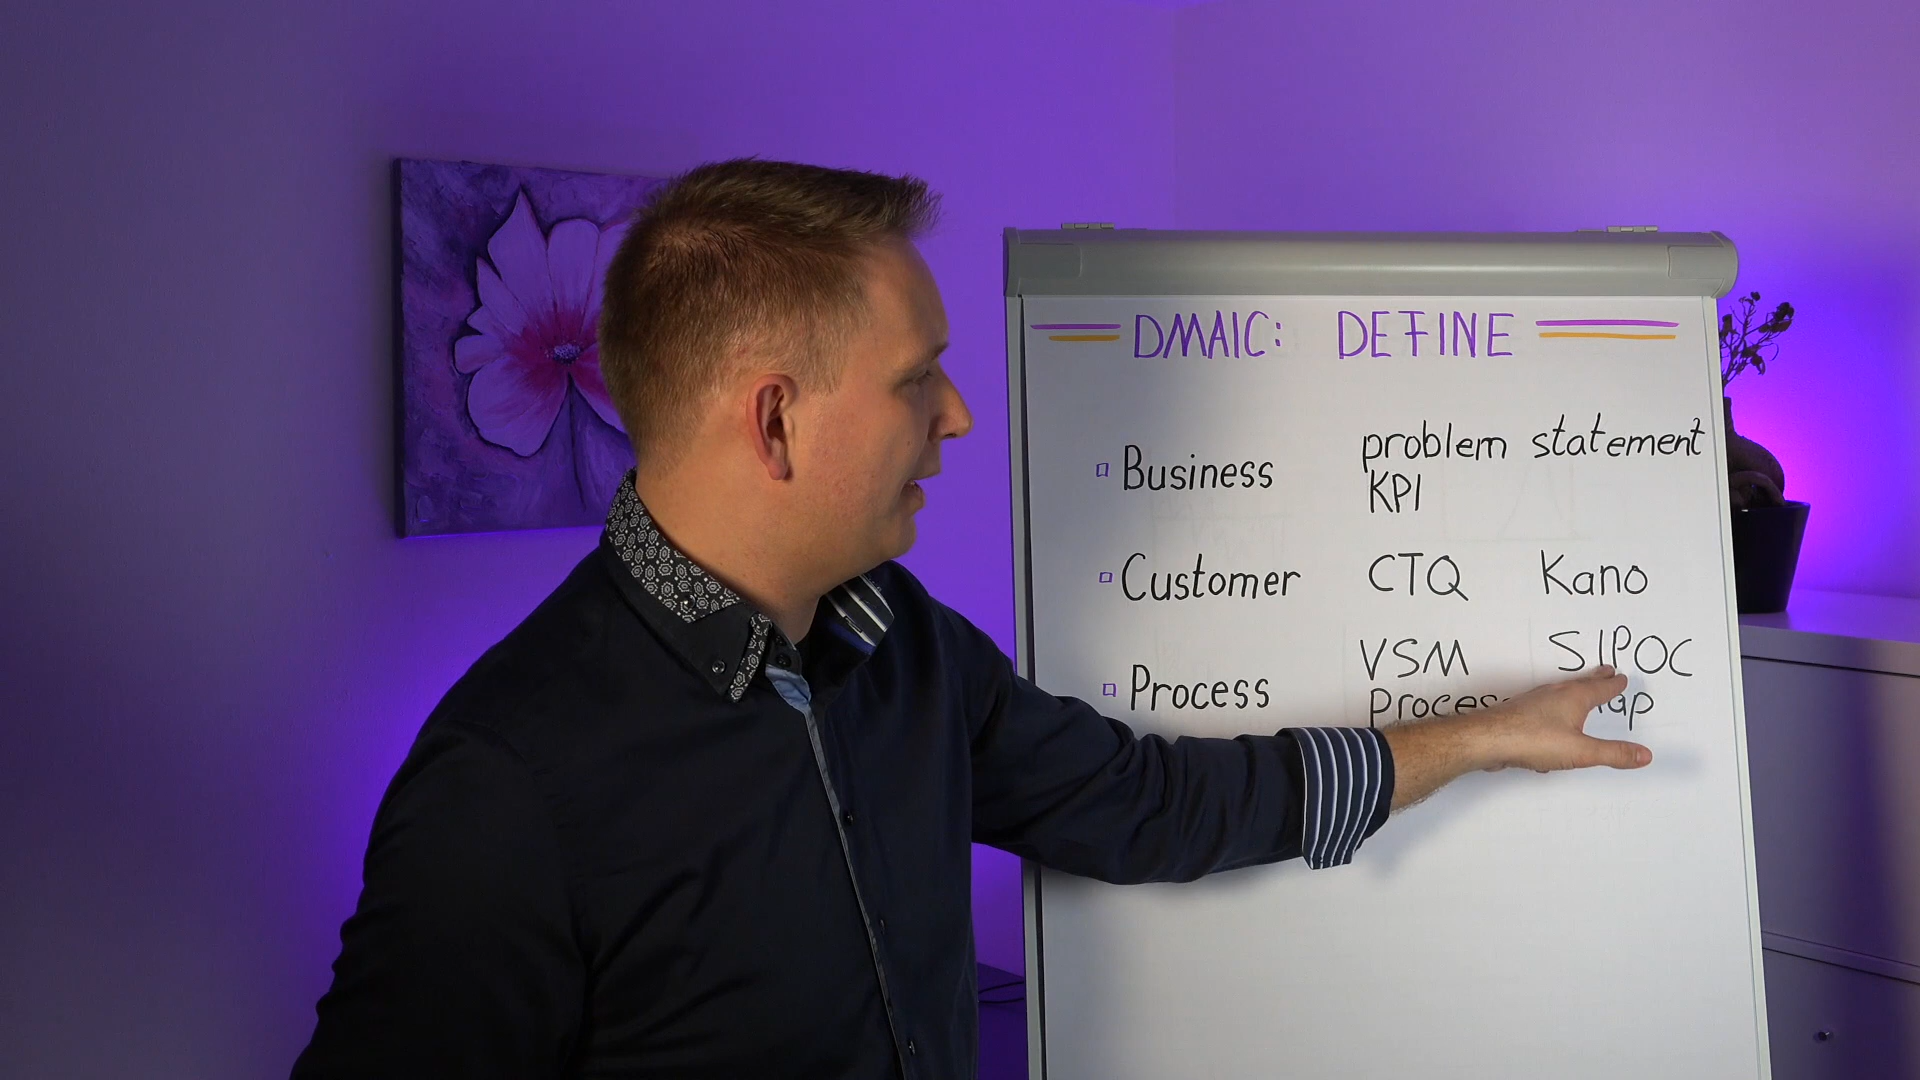 DMAIC: DEFINE
Business
problem statement
KPI
Customer CTQ Kano
Process
VSM SIPOC